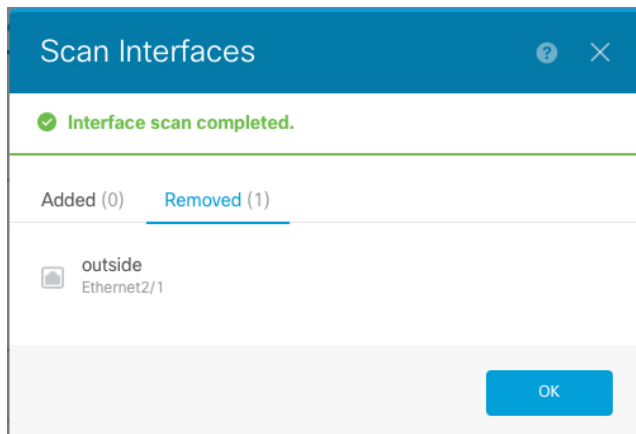 Scan Interfaces
Interface scan completed.
Added (0) Removed (1)
outside
Ethernet2/1
OK